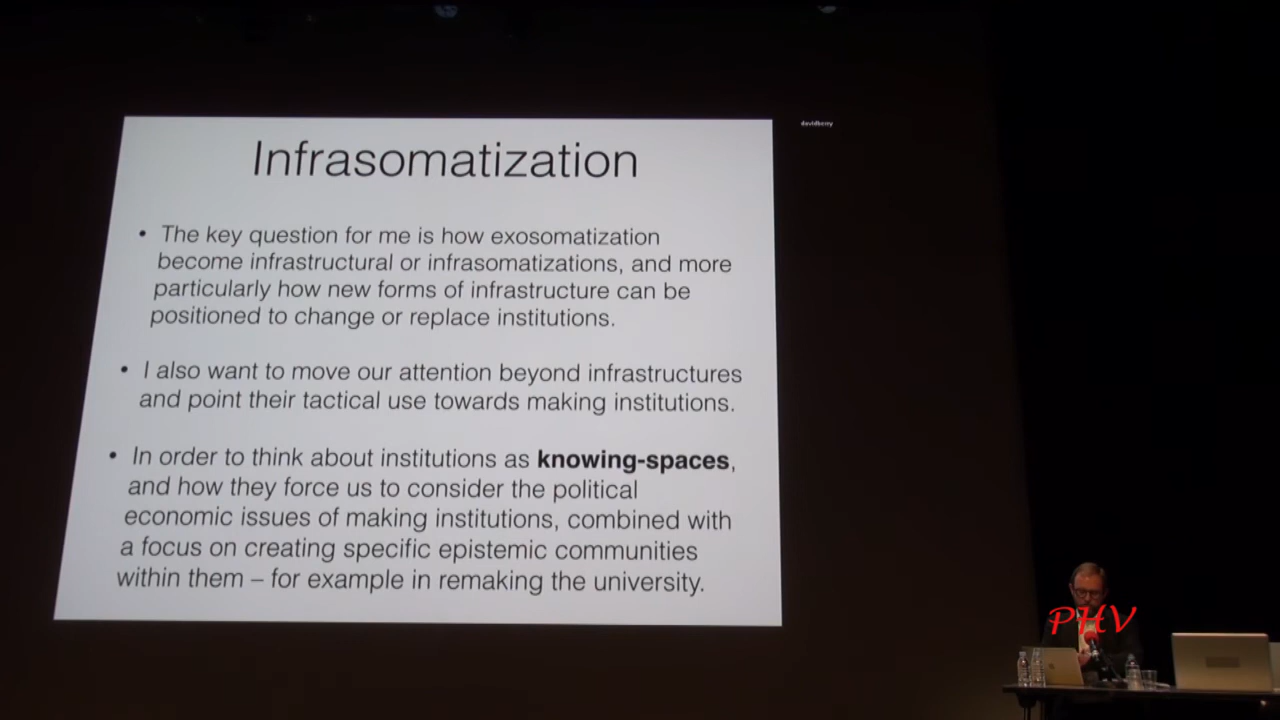 Infrasomatization
davidberry
• The key question for me is how exosomatization
become infrastructural or infrasomatizations, and more
particularly how new forms of infrastructure can be
positioned to change or replace institutions.
• I also want to move our attention beyond infrastructures
and point their tactical use towards making institutions.
• In order to think about institutions as knowing-spaces,
and how they force us to consider the political
economic issues of making institutions, combined with
a focus on creating specific epistemic communities
within them – for example in remaking the university.
PHV